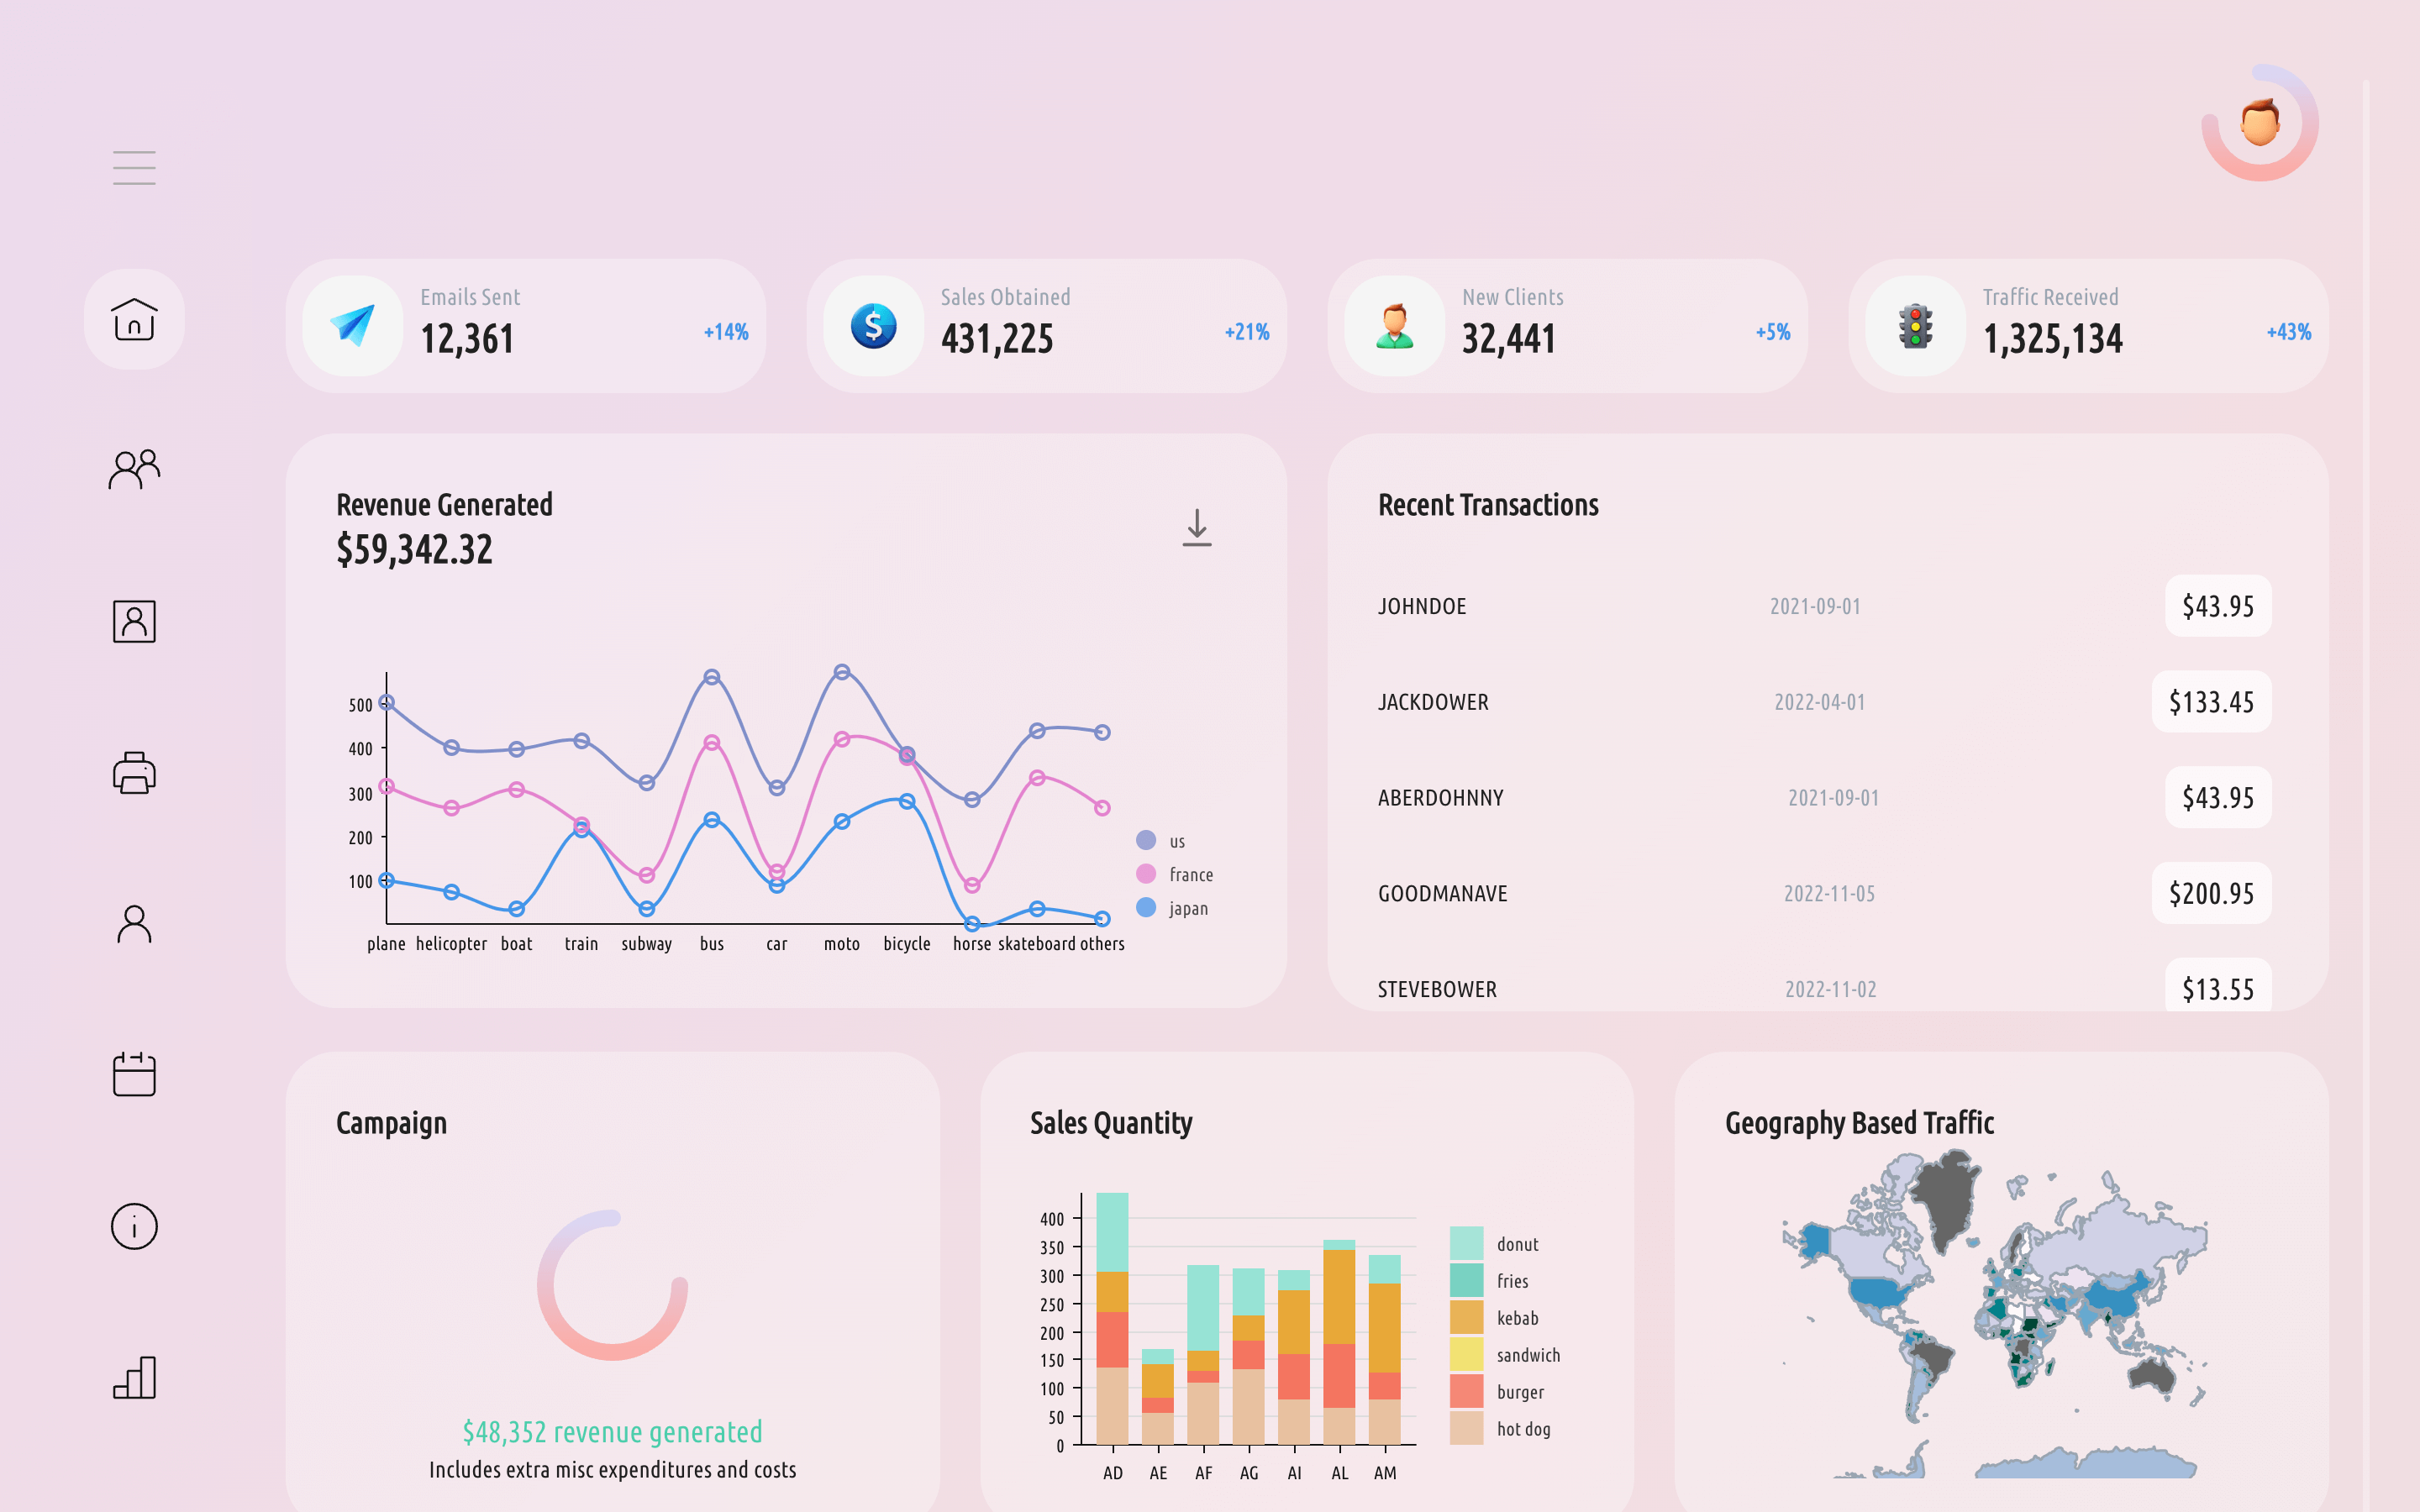 Emails Sent
12,361
+14%
Sales Obtained
431,225
+21%
New Clients
32,441
+5%
Traffic Received
1,325,134
+43%
Revenue Generated
$59,342.32
500
400
300
200
100
plane helicopter boat train subway bus car moto bicycle horse skateboard others
us
france
japan
Recent Transactions
JOHNDOE 2021-09-01 $43.95
JACKDOWER 2022-04-01 $133.45
ABERDOHNNY 2021-09-01 $43.95
GOODMANAVE 2022-11-05 $200.95
STEVEBOWER 2022-11-02 $13.55
Campaign
$48,352 revenue generated
Includes extra misc expenditures and costs
Sales Quantity
400
350
300
250
200
150
100
50
0
AD AE AF AG AI AL AM
donut
fries
kebab
sandwich
burger
hot dog
Geography Based Traffic